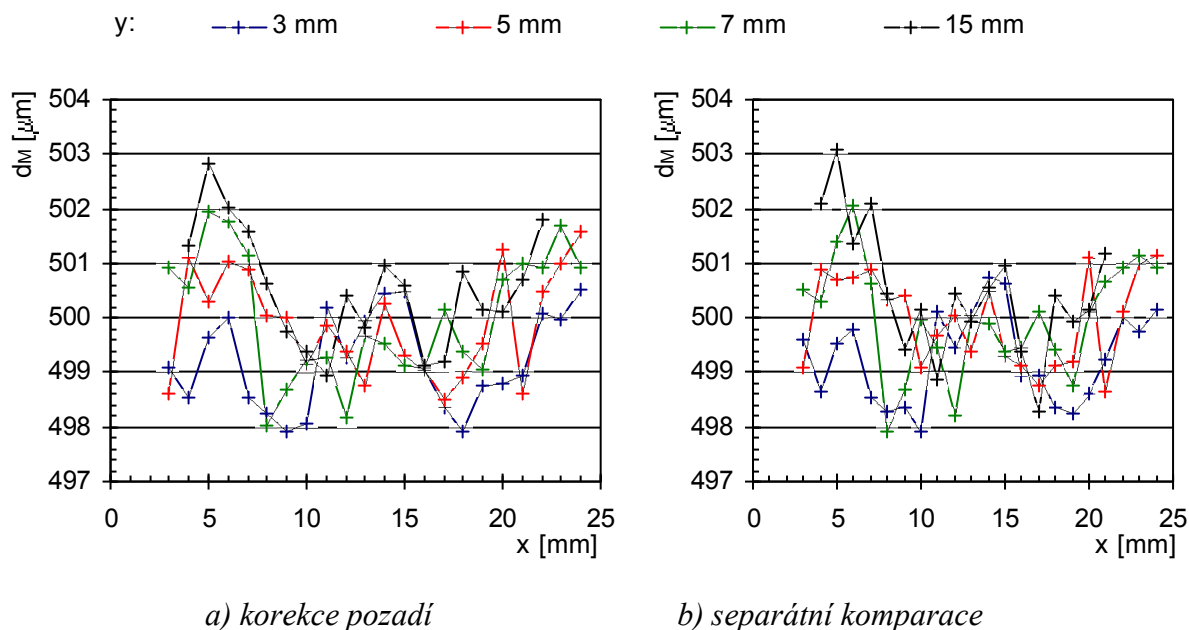 y: 3 mm 5 mm 7 mm 15 mm
dM [μm]
504
503
502
501
500
499
498
497
0 5 10 15 20 25
x [mm]
a) korekce pozadí
dM [μm]
504
503
502
501
500
499
498
497
0 5 10 15 20 25
x [mm]
b) separátní komparace